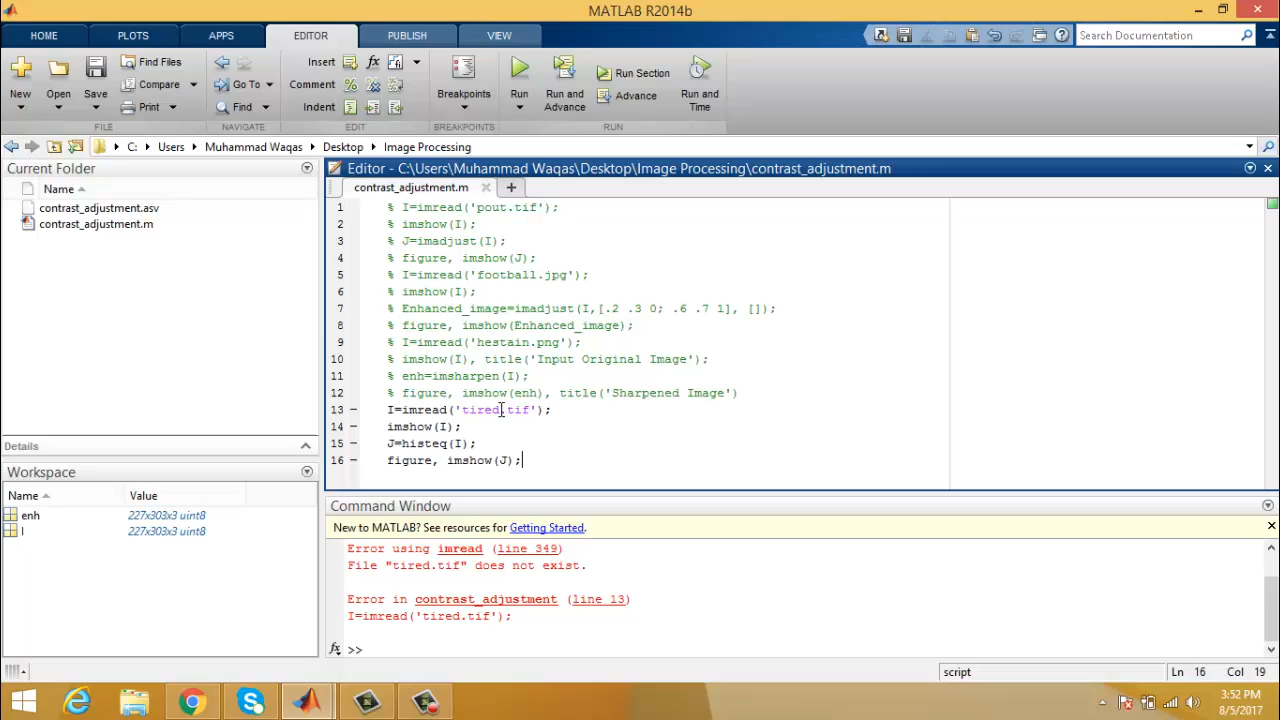 MATLAB R2014b
HOME PLOTS APPS EDITOR PUBLISH VIEW
Search Documentation
New Open Save
Find Files
Compare
Print
FILE
Go To
Find
NAVIGATE
Insert fx
Comment % % %
Indent
EDIT
Breakpoints
BREAKPOINTS
Run
Run and Advance
Run Section
Advance
Run and Time
RUN
C: Users Muhammad Waqas Desktop Image Processing
Current Folder
Name
contrast_adjustment.asv
contrast_adjustment.m
Details
Workspace
Name Value
enh 227x303x3 uint8
I 227x303x3 uint8
Editor - C:\Users\Muhammad Waqas\Desktop\Image Processing\contrast_adjustment.m
contrast_adjustment.m
1 % I=imread('pout.tif');
2 % imshow(I);
3 % J=imadjust(I);
4 % figure, imshow(J);
5 % I=imread('football.jpg');
6 % imshow(I);
7 % Enhanced_image=imadjust(I,[.2 .3 0; .6 .7 1], []);
8 % figure, imshow(Enhanced_image);
9 % I=imread('hestain.png');
10 % imshow(I), title('Input Original Image');
11 % enh=imsharpen(I);
12 % figure, imshow(enh), title('Sharpened Image')
13 – I=imread('tired.tif');
14 – imshow(I);
15 – J=histeq(I);
16 – figure, imshow(J);
Command Window
New to MATLAB? See resources for Getting Started.
Error using imread (line 349)
File "tired.tif" does not exist.
Error in contrast_adjustment (line 13)
I=imread('tired.tif');
fx >>
script Ln 16 Col 19
3:52 PM
8/5/2017